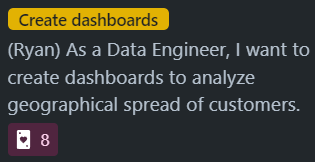 Create dashboards
(Ryan) As a Data Engineer, I want to
create dashboards to analyze
geographical spread of customers.
8